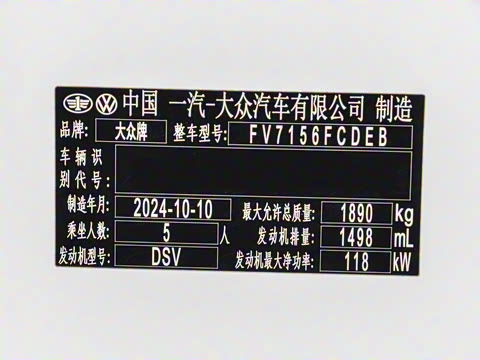 中国 一汽-大众汽车有限公司 制造
品牌: 大众牌 整车型号: FV7156FCDEB
车辆识
别代号:
制造年月: 2024-10-10 最大允许总质量: 1890 kg
乘坐人数: 5 人 发动机排量: 1498 mL
发动机型号: DSV 发动机最大净功率: 118 kW